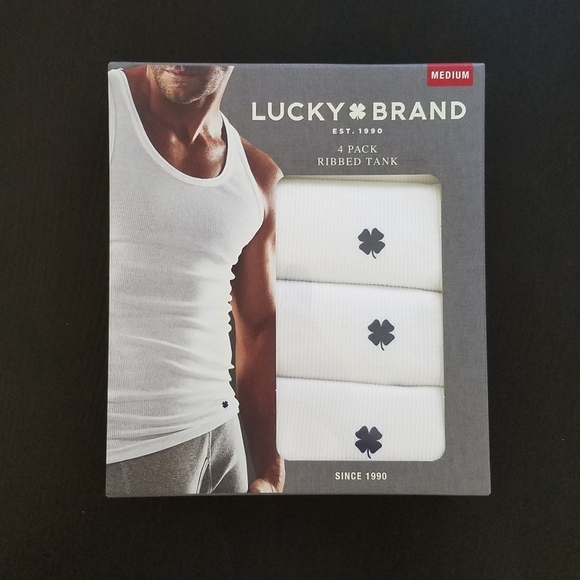 MEDIUM
LUCKY BRAND
EST. 1990
4 PACK
RIBBED TANK
SINCE 1990